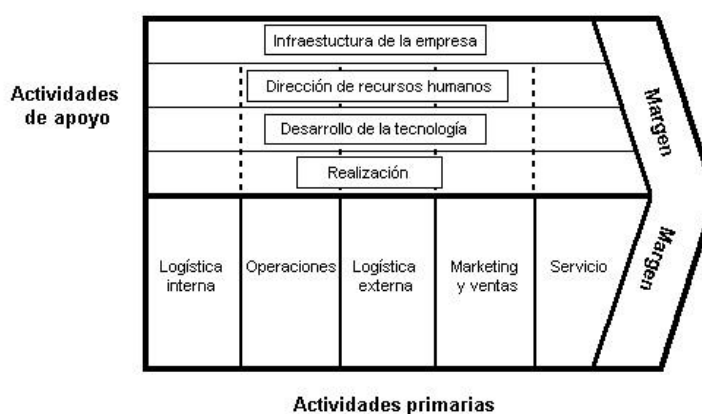 Infraestuctura de la empresa
Actividades
de apoyo
Dirección de recursos humanos
Desarrollo de la tecnología
Realización
Margen
Margen
Logística
interna
Operaciones
Logística
externa
Marketing
y ventas
Servicio
Actividades primarias